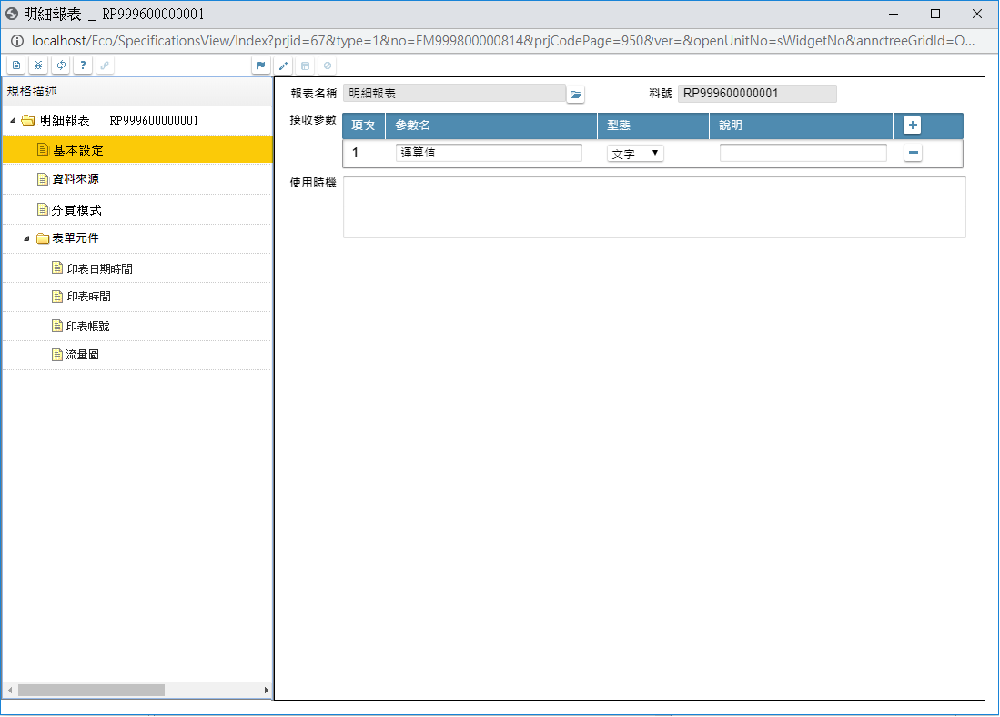 明細報表 _ RP999600000001
localhost/Eco/SpecificationsView/Index?prjid=67&type=1&no=FM999800000814&prjCodePage=950&ver=&openUnitNo=sWidgetNo&annctreeGridId=O...
規格描述
明細報表 _ RP999600000001
基本設定
資料來源
分頁模式
表單元件
印表日期時間
印表時間
印表帳號
流量圖
報表名稱 明細報表 料號 RP999600000001
接收參數 項次 參數名 型態 說明
1 運算值 文字
使用時機